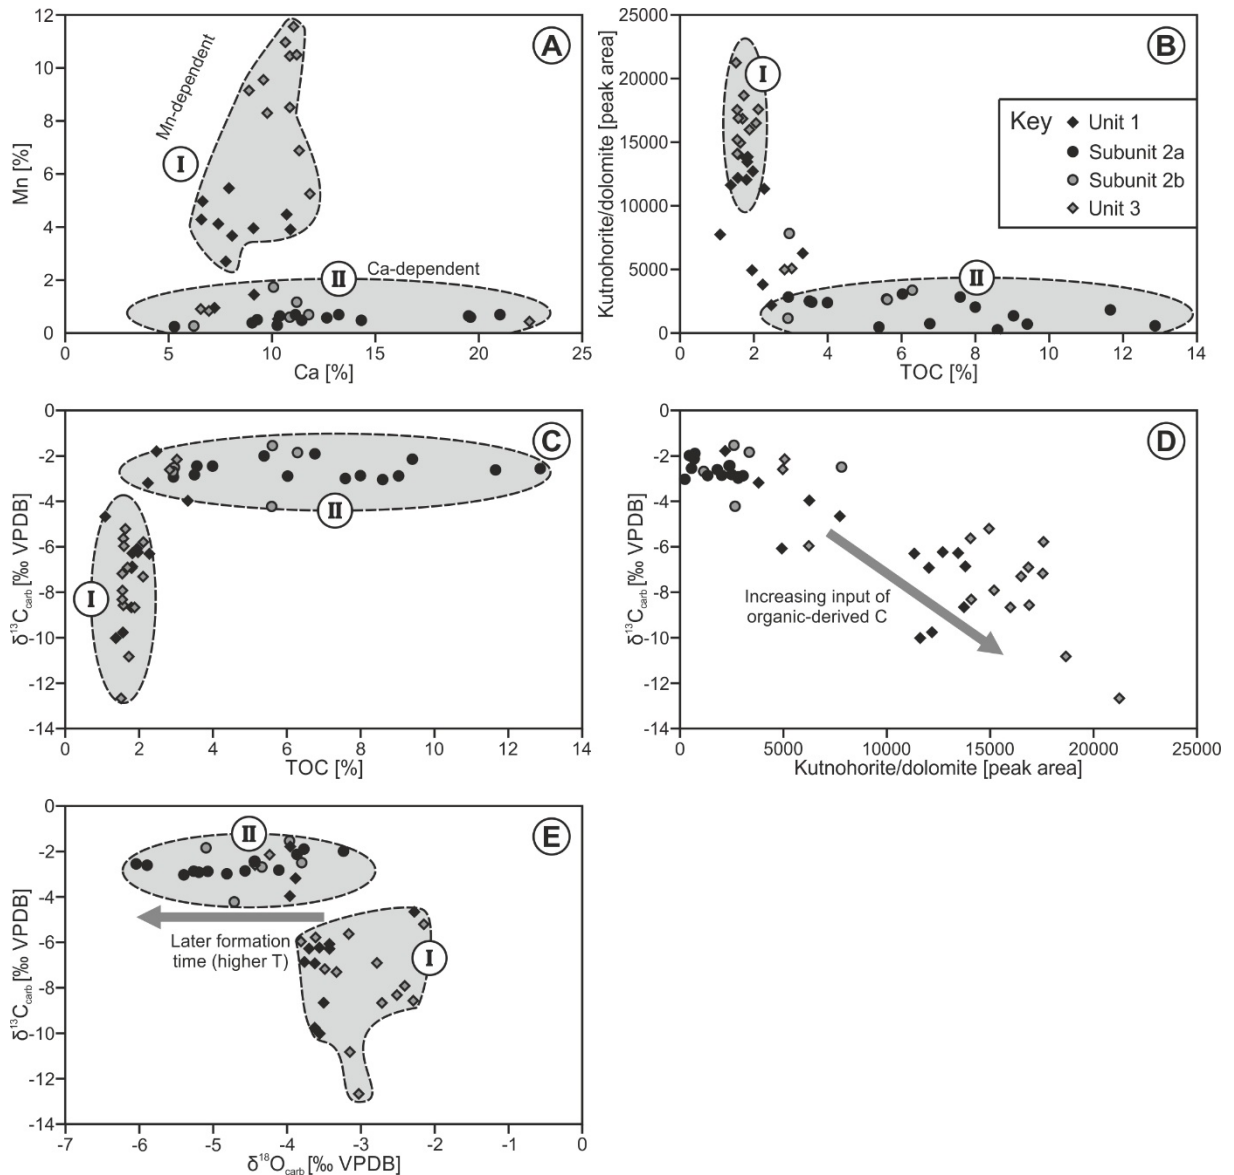 A
12
10
8
6
4
2
0
Mn [%]
Mn-dependent
I
II
Ca-dependent
0 5 10 15 20 25
Ca [%]
B
25000
20000
15000
10000
5000
0
Kutnohorite/dolomite [peak area]
I
II
Key
Unit 1
Subunit 2a
Subunit 2b
Unit 3
0 2 4 6 8 10 12 14
TOC [%]
C
0
-2
-4
-6
-8
-10
-12
-14
δ13Ccarb [‰ VPDB]
II
I
0 2 4 6 8 10 12 14
TOC [%]
D
0
-2
-4
-6
-8
-10
-12
-14
δ13Ccarb [‰ VPDB]
Increasing input of
organic-derived C
0 5000 10000 15000 20000 25000
Kutnohorite/dolomite [peak area]
E
0
-2
-4
-6
-8
-10
-12
-14
δ13Ccarb [‰ VPDB]
II
Later formation
time (higher T)
I
-7 -6 -5 -4 -3 -2 -1 0
δ18Ocarb [‰ VPDB]